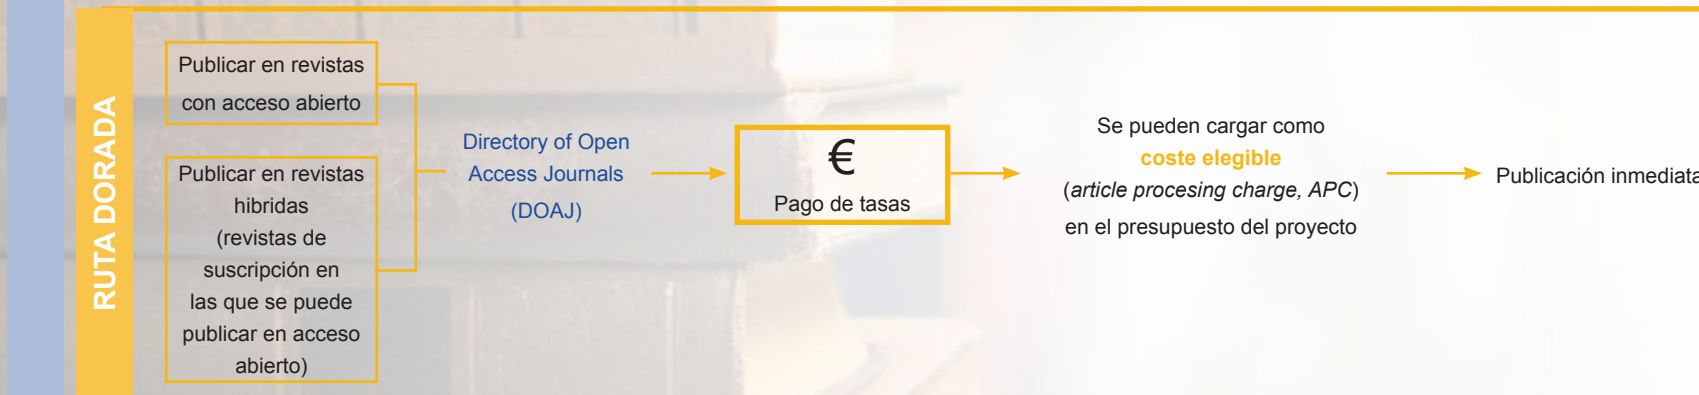 RUTA DORADA
Publicar en revistas
con acceso abierto
Publicar en revistas
hibridas
(revistas de
suscripción en
las que se puede
publicar en acceso
abierto)
Directory of Open
Access Journals
(DOAJ)
€
Pago de tasas
Se pueden cargar como
coste elegible
(article procesing charge, APC)
en el presupuesto del proyecto
Publicación inmediata